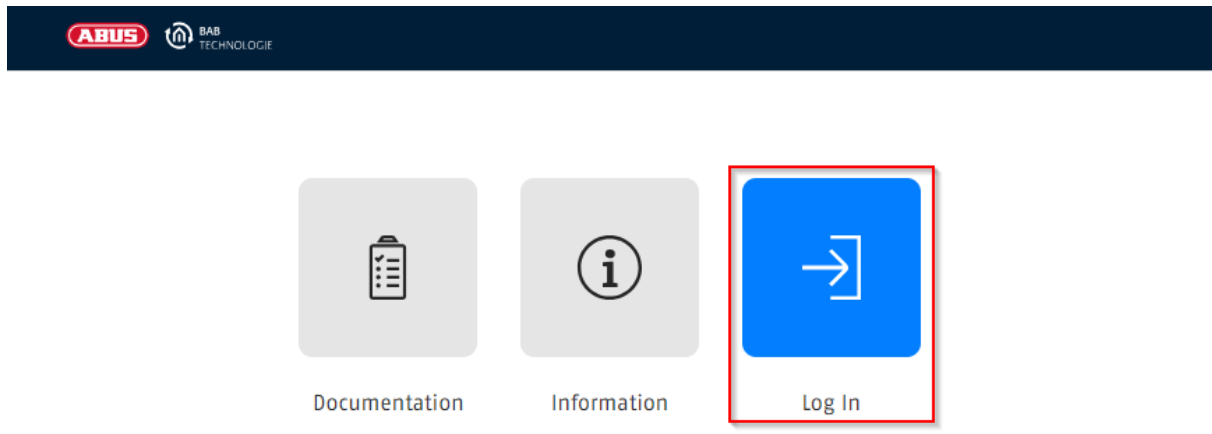 ABUS
BAB
TECHNOLOGIE
Documentation
Information
Log In